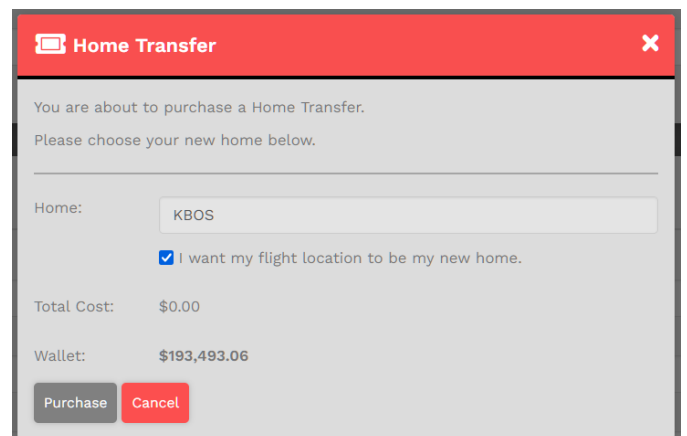 Home Transfer
You are about to purchase a Home Transfer.
Please choose your new home below.
Home:
KBOS
I want my flight location to be my new home.
Total Cost: $0.00
Wallet: $193,493.06
Purchase Cancel